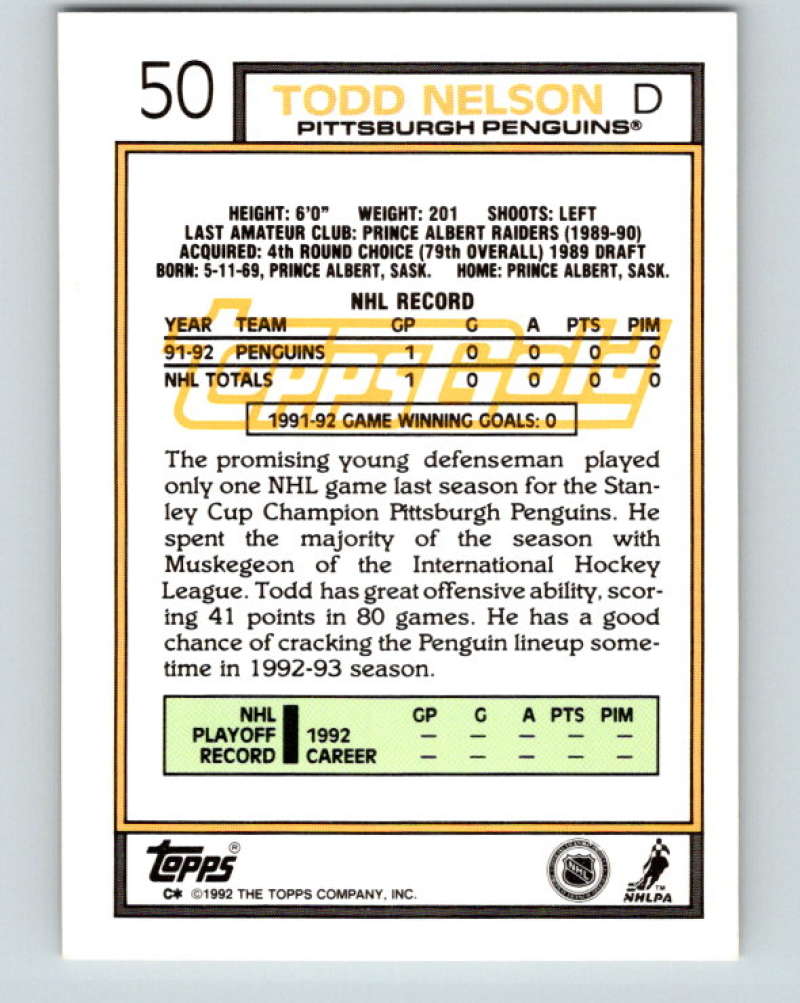 50
TODD NELSON D
PITTSBURGH PENGUINS®
HEIGHT: 6'0" WEIGHT: 201 SHOOTS: LEFT
LAST AMATEUR CLUB: PRINCE ALBERT RAIDERS (1989-90)
ACQUIRED: 4th ROUND CHOICE (79th OVERALL) 1989 DRAFT
BORN: 5-11-69, PRINCE ALBERT, SASK. HOME: PRINCE ALBERT, SASK.
NHL RECORD
YEAR TEAM GP G A PTS PIM
91-92 PENGUINS 1 0 0 0 0
NHL TOTALS 1 0 0 0 0
ToppsGold
1991-92 GAME WINNING GOALS: 0
The promising young defenseman played
only one NHL game last season for the Stan-
ley Cup Champion Pittsburgh Penguins. He
spent the majority of the season with
Muskegeon of the International Hockey
League. Todd has great offensive ability, scor-
ing 41 points in 80 games. He has a good
chance of cracking the Penguin lineup some-
time in 1992-93 season.
NHL GP G A PTS PIM
PLAYOFF 1992 — — — — —
RECORD CAREER — — — — —
TOPPS®
C* ©1992 THE TOPPS COMPANY, INC.
NHL
NHLPA™